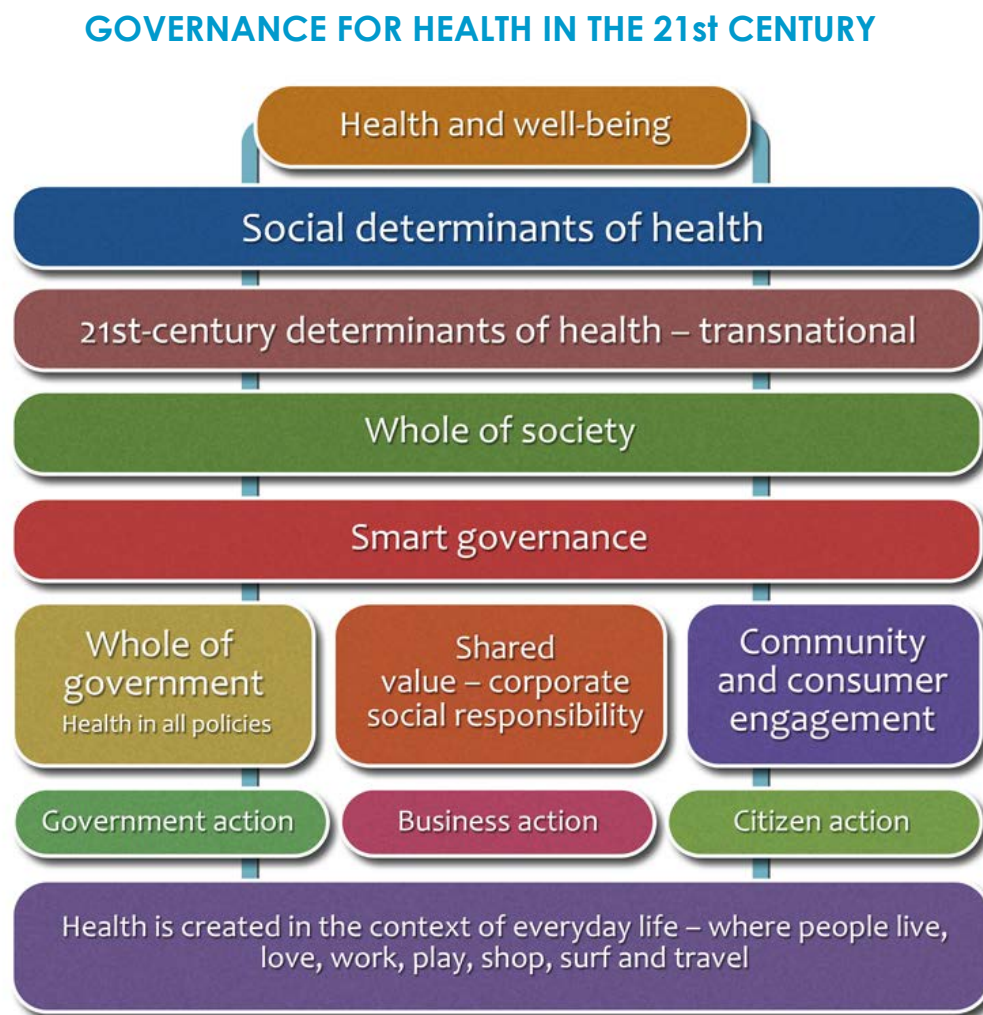 GOVERNANCE FOR HEALTH IN THE 21st CENTURY
Health and well-being
Social determinants of health
21st-century determinants of health – transnational
Whole of society
Smart governance
Whole of
government
Health in all policies
Shared
value – corporate
social responsibility
Community
and consumer
engagement
Government action
Business action
Citizen action
Health is created in the context of everyday life – where people live,
love, work, play, shop, surf and travel